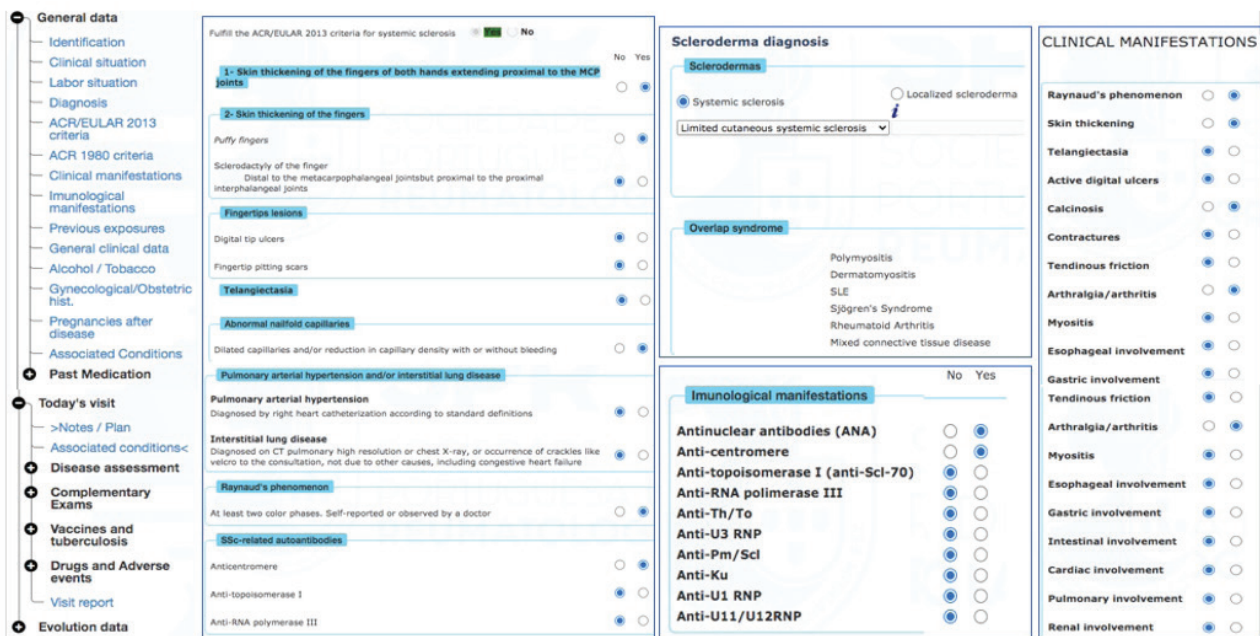 General data
Identification
Clinical situation
Labor situation
Diagnosis
ACR/EULAR 2013
criteria
ACR 1980 criteria
Clinical manifestations
Imunological
manifestations
Previous exposures
General clinical data
Alcohol / Tobacco
Gynecological/Obstetric
hist.
Pregnancies after
disease
Associated Conditions
Past Medication
Today's visit
>Notes / Plan
Associated conditions<
Disease assessment
Complementary
Exams
Vaccines and
tuberculosis
Drugs and Adverse
events
Visit report
Evolution data
Fulfill the ACR/EULAR 2013 criteria for systemic sclerosis Yes No
No Yes
1- Skin thickening of the fingers of both hands extending proximal to the MCP
joints
2- Skin thickening of the fingers
Puffy fingers
Sclerodactyly of the finger
Distal to the metacarpophalangeal jointsbut proximal to the proximal
interphalangeal joints
Fingertips lesions
Digital tip ulcers
Fingertip pitting scars
Telangiectasia
Abnormal nailfold capillaries
Dilated capillaries and/or reduction in capillary density with or without bleeding
Pulmonary arterial hypertension and/or interstitial lung disease
Pulmonary arterial hypertension
Diagnosed by right heart catheterization according to standard definitions
Interstitial lung disease
Diagnosed on CT pulmonary high resolution or chest X-ray, or occurrence of crackles like
velcro to the consultation, not due to other causes, including congestive heart failure
Raynaud's phenomenon
At least two color phases. Self-reported or observed by a doctor
SSc-related autoantibodies
Anticentromere
Anti-topoisomerase I
Anti-RNA polymerase III
Scleroderma diagnosis
Sclerodermas
Systemic sclerosis
Localized scleroderma
i
Limited cutaneous systemic sclerosis
Overlap syndrome
Polymyositis
Dermatomyositis
SLE
Sjögren's Syndrome
Rheumatoid Arthritis
Mixed connective tissue disease
No Yes
Imunological manifestations
Antinuclear antibodies (ANA)
Anti-centromere
Anti-topoisomerase I (anti-Scl-70)
Anti-RNA polimerase III
Anti-Th/To
Anti-U3 RNP
Anti-Pm/Scl
Anti-Ku
Anti-U1 RNP
Anti-U11/U12RNP
CLINICAL MANIFESTATIONS
Raynaud's phenomenon
Skin thickening
Telangiectasia
Active digital ulcers
Calcinosis
Contractures
Tendinous friction
Arthralgia/arthritis
Myositis
Esophageal involvement
Gastric involvement
Tendinous friction
Arthralgia/arthritis
Myositis
Esophageal involvement
Gastric involvement
Intestinal involvement
Cardiac involvement
Pulmonary involvement
Renal involvement